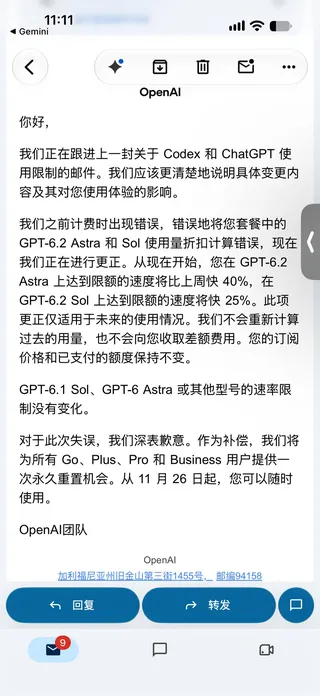 11:11
Gemini
OpenAI
你好，
我们正在跟进上一封关于 Codex 和 ChatGPT 使
用限制的邮件。我们应该更清楚地说明具体变更内
容及其对您使用体验的影响。
我们之前计费时出现错误，错误地将您套餐中的
GPT-6.2 Astra 和 Sol 使用量折扣计算错误，现在
我们正在进行更正。从现在开始，您在 GPT-6.2
Astra 上达到限额的速度将比上周快 40%，在
GPT-6.2 Sol 上达到限额的速度将快 25%。此项
更正仅适用于未来的使用情况。我们不会重新计算
过去的用量，也不会向您收取差额费用。您的订阅
价格和已支付的额度保持不变。
GPT-6.1 Sol、GPT-6 Astra 或其他型号的速率限
制没有变化。
对于此次失误，我们深表歉意。作为补偿，我们将
为所有 Go、Plus、Pro 和 Business 用户提供一
次永久重置机会。从 11 月 26 日起，您可以随时
使用。
OpenAI团队
OpenAI
加利福尼亚州旧金山第三街1455号， 邮编94158
回复
转发
9